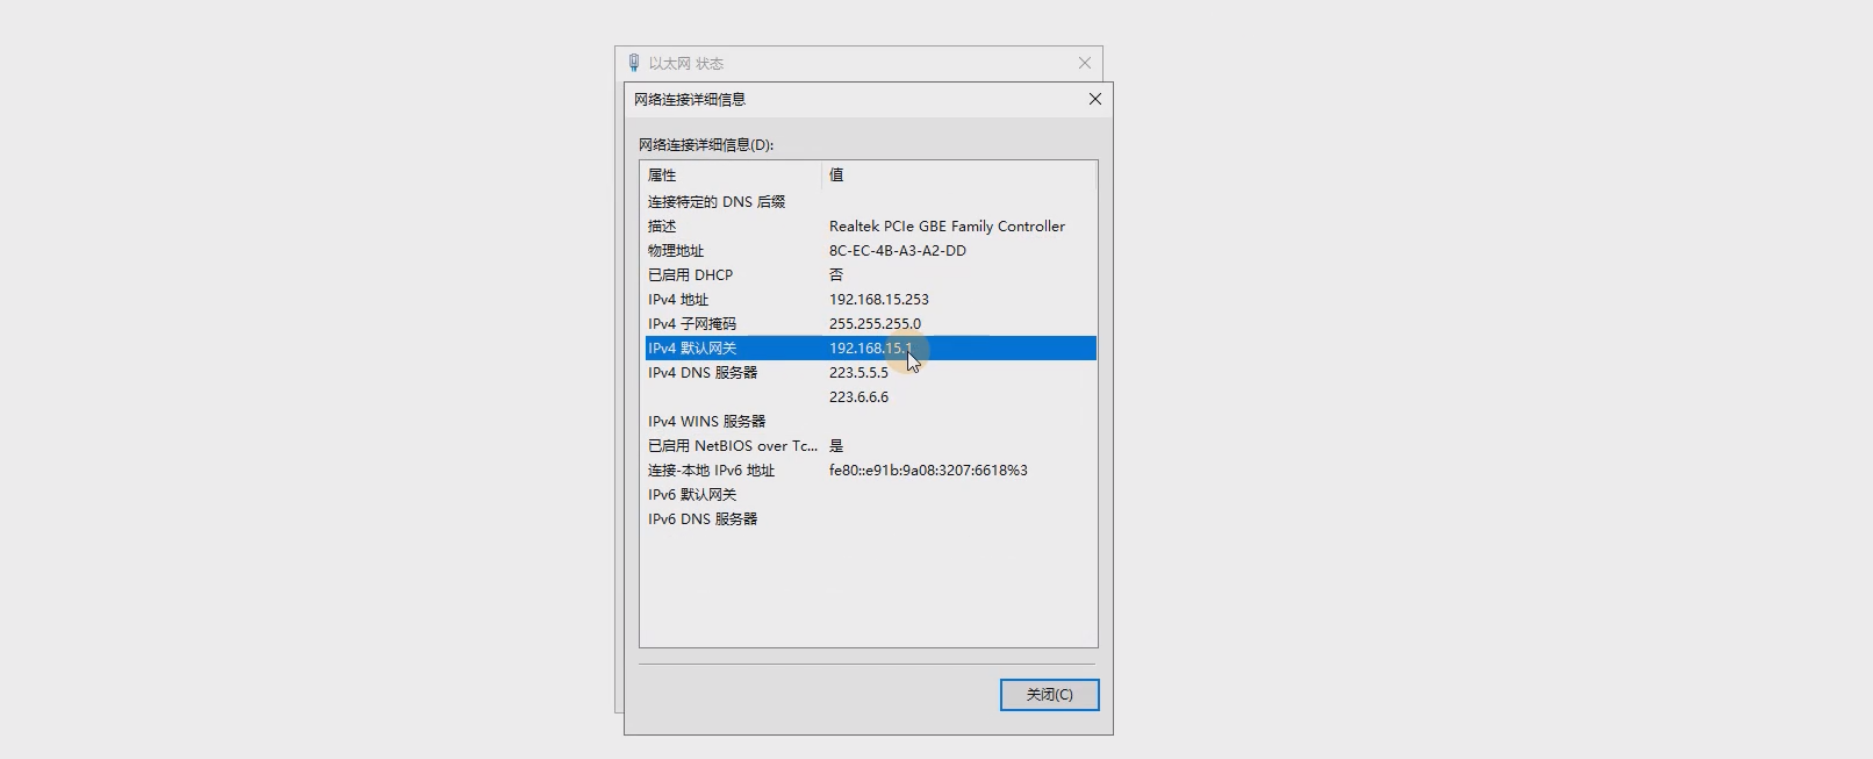 以太网 状态
网络连接详细信息
网络连接详细信息(D):
属性 值
连接特定的 DNS 后缀
描述 Realtek PCIe GBE Family Controller
物理地址 8C-EC-4B-A3-A2-DD
已启用 DHCP 否
IPv4 地址 192.168.15.253
IPv4 子网掩码 255.255.255.0
IPv4 默认网关 192.168.15.1
IPv4 DNS 服务器 223.5.5.5
223.6.6.6
IPv4 WINS 服务器
已启用 NetBIOS over Tc... 是
连接-本地 IPv6 地址 fe80::e91b:9a08:3207:6618%3
IPv6 默认网关
IPv6 DNS 服务器
关闭(C)